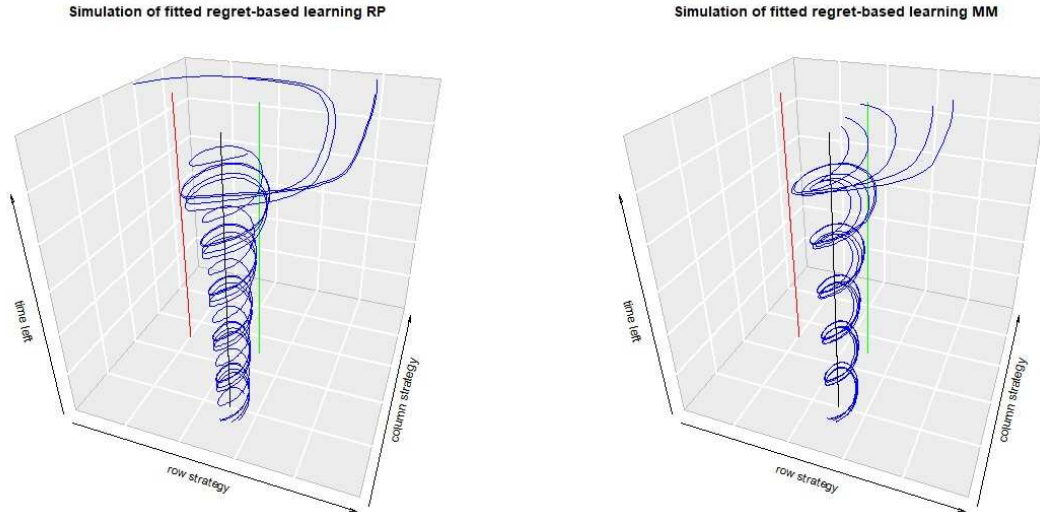 Simulation of fitted regret-based learning RP
time left
row strategy
column strategy
Simulation of fitted regret-based learning MM
time left
row strategy
column strategy